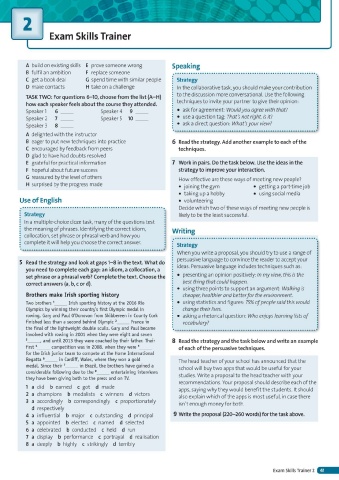 2
Exam Skills Trainer
A build on existing skills E prove someone wrong
B fulfil an ambition F replace someone
C get a book deal G spend time with similar people
D make contacts H take on a challenge
TASK TWO: For questions 6–10, choose from the list (A–H)
how each speaker feels about the course they attended.
Speaker 1 6 _____ Speaker 4 9 _____
Speaker 2 7 _____ Speaker 5 10 _____
Speaker 3 8 _____
A delighted with the instructor
B eager to put new techniques into practice
C encouraged by feedback from peers
D glad to have had doubts resolved
E grateful for practical information
F hopeful about future success
G reassured by the level of others
H surprised by the progress made
Use of English
Strategy
In a multiple-choice cloze task, many of the questions test
the meaning of phrases. Identifying the correct idiom,
collocation, set phrase or phrasal verb and how you
complete it will help you choose the correct answer.
5 Read the strategy and look at gaps 1–8 in the text. What do
you need to complete each gap: an idiom, a collocation, a
set phrase or a phrasal verb? Complete the text. Choose the
correct answers (a, b, c or d).
Brothers make Irish sporting history
Two brothers 1_____ Irish sporting history at the 2016 Rio
Olympics by winning their country's first Olympic medal in
rowing. Gary and Paul O'Donovan from Skibbereen in County Cork
finished less than a second behind Olympic 2_____ France in
the final of the lightweight double sculls. Gary and Paul became
involved with rowing in 2001 when they were eight and seven
3_____, and until 2013 they were coached by their father. Their
first 4_____ win came in 2008, when they were 5_____
for the Irish junior team to compete at the Home International
Regatta 6_____ in Cardiff, Wales, where they won a gold
medal. Since their 7_____ in Brazil, the brothers have gained a
considerable following due to the 8_____ entertaining interviews
they have been giving both to the press and on TV.
1 a did b earned c got d made
2 a champions b medalists c winners d victors
3 a accordingly b correspondingly c proportionately
d respectively
4 a influential b major c outstanding d principal
5 a appointed b elected c named d selected
6 a celebrated b conducted c held d run
7 a display b performance c portrayal d realisation
8 a deeply b highly c strikingly d terribly
Speaking
Strategy
In the collaborative task, you should make your contribution
to the discussion more conversational. Use the following
techniques to invite your partner to give their opinion:
• ask for agreement: Would you agree with that?
• use a question tag: That's not right, is it?
• ask a direct question: What's your view?
6 Read the strategy. Add another example to each of the
techniques.
7 Work in pairs. Do the task below. Use the ideas in the
strategy to improve your interaction.
How effective are these ways of meeting new people?
• joining the gym • getting a part-time job
• taking up a hobby • using social media
• volunteering
Decide which two of these ways of meeting new people is
likely to be the least successful.
Writing
Strategy
When you write a proposal, you should try to use a range of
persuasive language to convince the reader to accept your
ideas. Persuasive language includes techniques such as:
• presenting an opinion positively: In my view, this is the
best thing that could happen.
• using three points to support an argument: Walking is
cheaper, healthier and better for the environment.
• using statistics and figures: 75% of people said this would
change their lives.
• asking a rhetorical question: Who enjoys learning lists of
vocabulary?
8 Read the strategy and the task below and write an example
of each of the persuasive techniques.
The head teacher of your school has announced that the
school will buy two apps that would be useful for your
studies. Write a proposal to the head teacher with your
recommendations. Your proposal should describe each of the
apps, saying why they would benefit the students. It should
also explain which of the apps is most useful, in case there
isn't enough money for both.
9 Write the proposal (220–260 words) for the task above.
Exam Skills Trainer 2